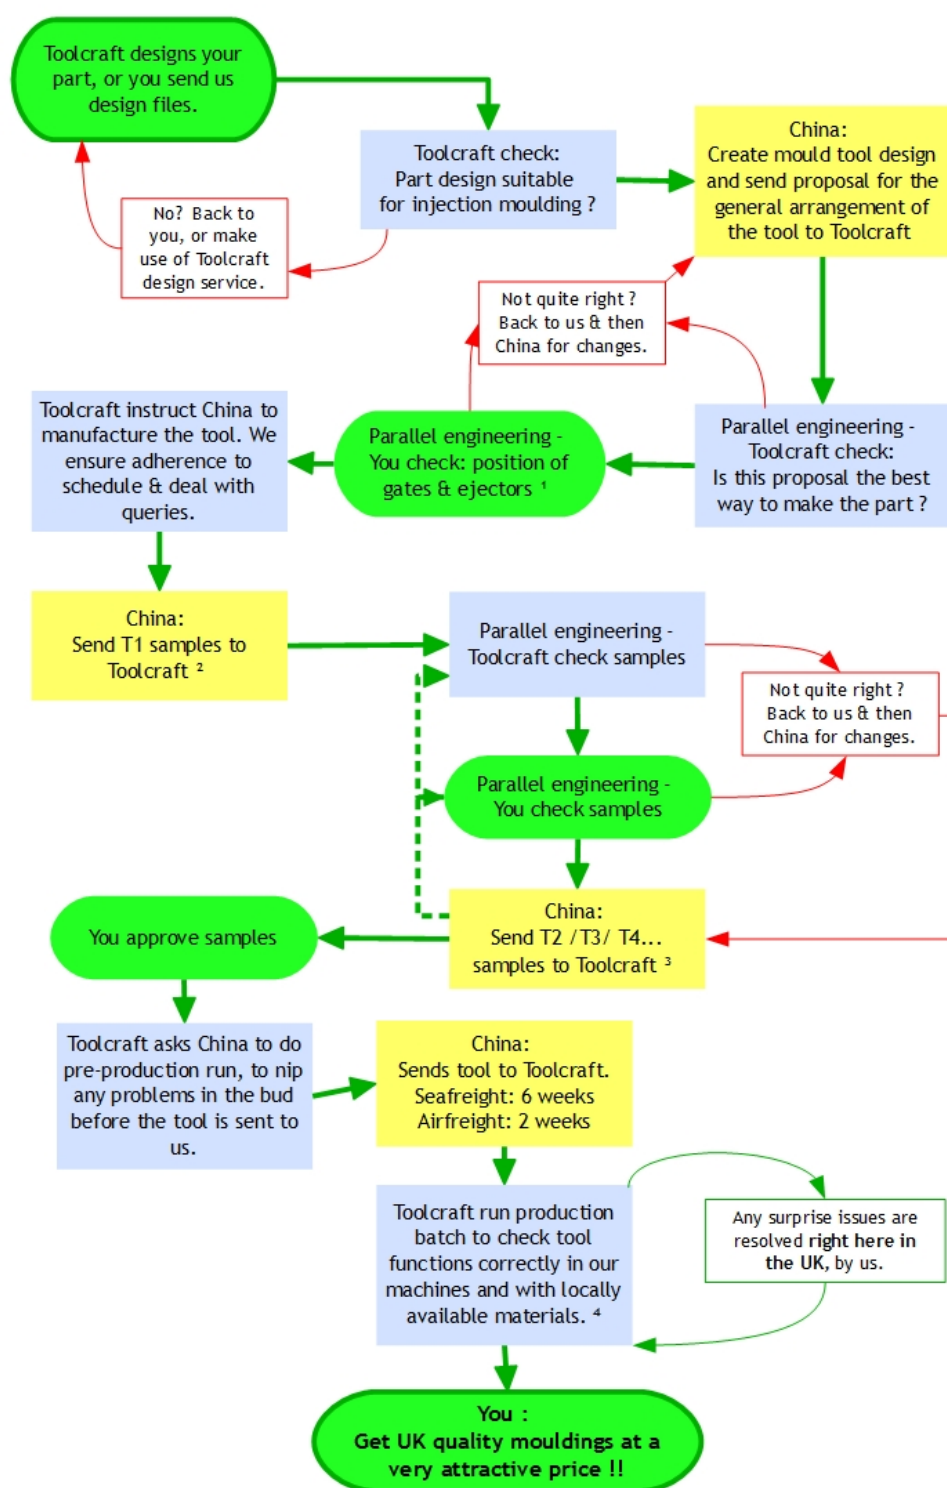 Toolcraft designs your
part, or you send us
design files.
Toolcraft check:
Part design suitable
for injection moulding ?
China:
Create mould tool design
and send proposal for the
general arrangement of
the tool to Toolcraft
No? Back to
you, or make
use of Toolcraft
design service.
Not quite right ?
Back to us & then
China for changes.
Toolcraft instruct China to
manufacture the tool. We
ensure adherence to
schedule & deal with
queries.
Parallel engineering -
You check: position of
gates & ejectors ¹
Parallel engineering -
Toolcraft check:
Is this proposal the best
way to make the part ?
China:
Send T1 samples to
Toolcraft ²
Parallel engineering -
Toolcraft check samples
Not quite right ?
Back to us & then
China for changes.
Parallel engineering -
You check samples
China:
Send T2 /T3/ T4...
samples to Toolcraft ³
You approve samples
Toolcraft asks China to do
pre-production run, to nip
any problems in the bud
before the tool is sent to
us.
China:
Sends tool to Toolcraft.
Seafreight: 6 weeks
Airfreight: 2 weeks
Toolcraft run production
batch to check tool
functions correctly in our
machines and with locally
available materials. ⁴
Any surprise issues are
resolved right here in
the UK, by us.
You :
Get UK quality mouldings at a
very attractive price !!